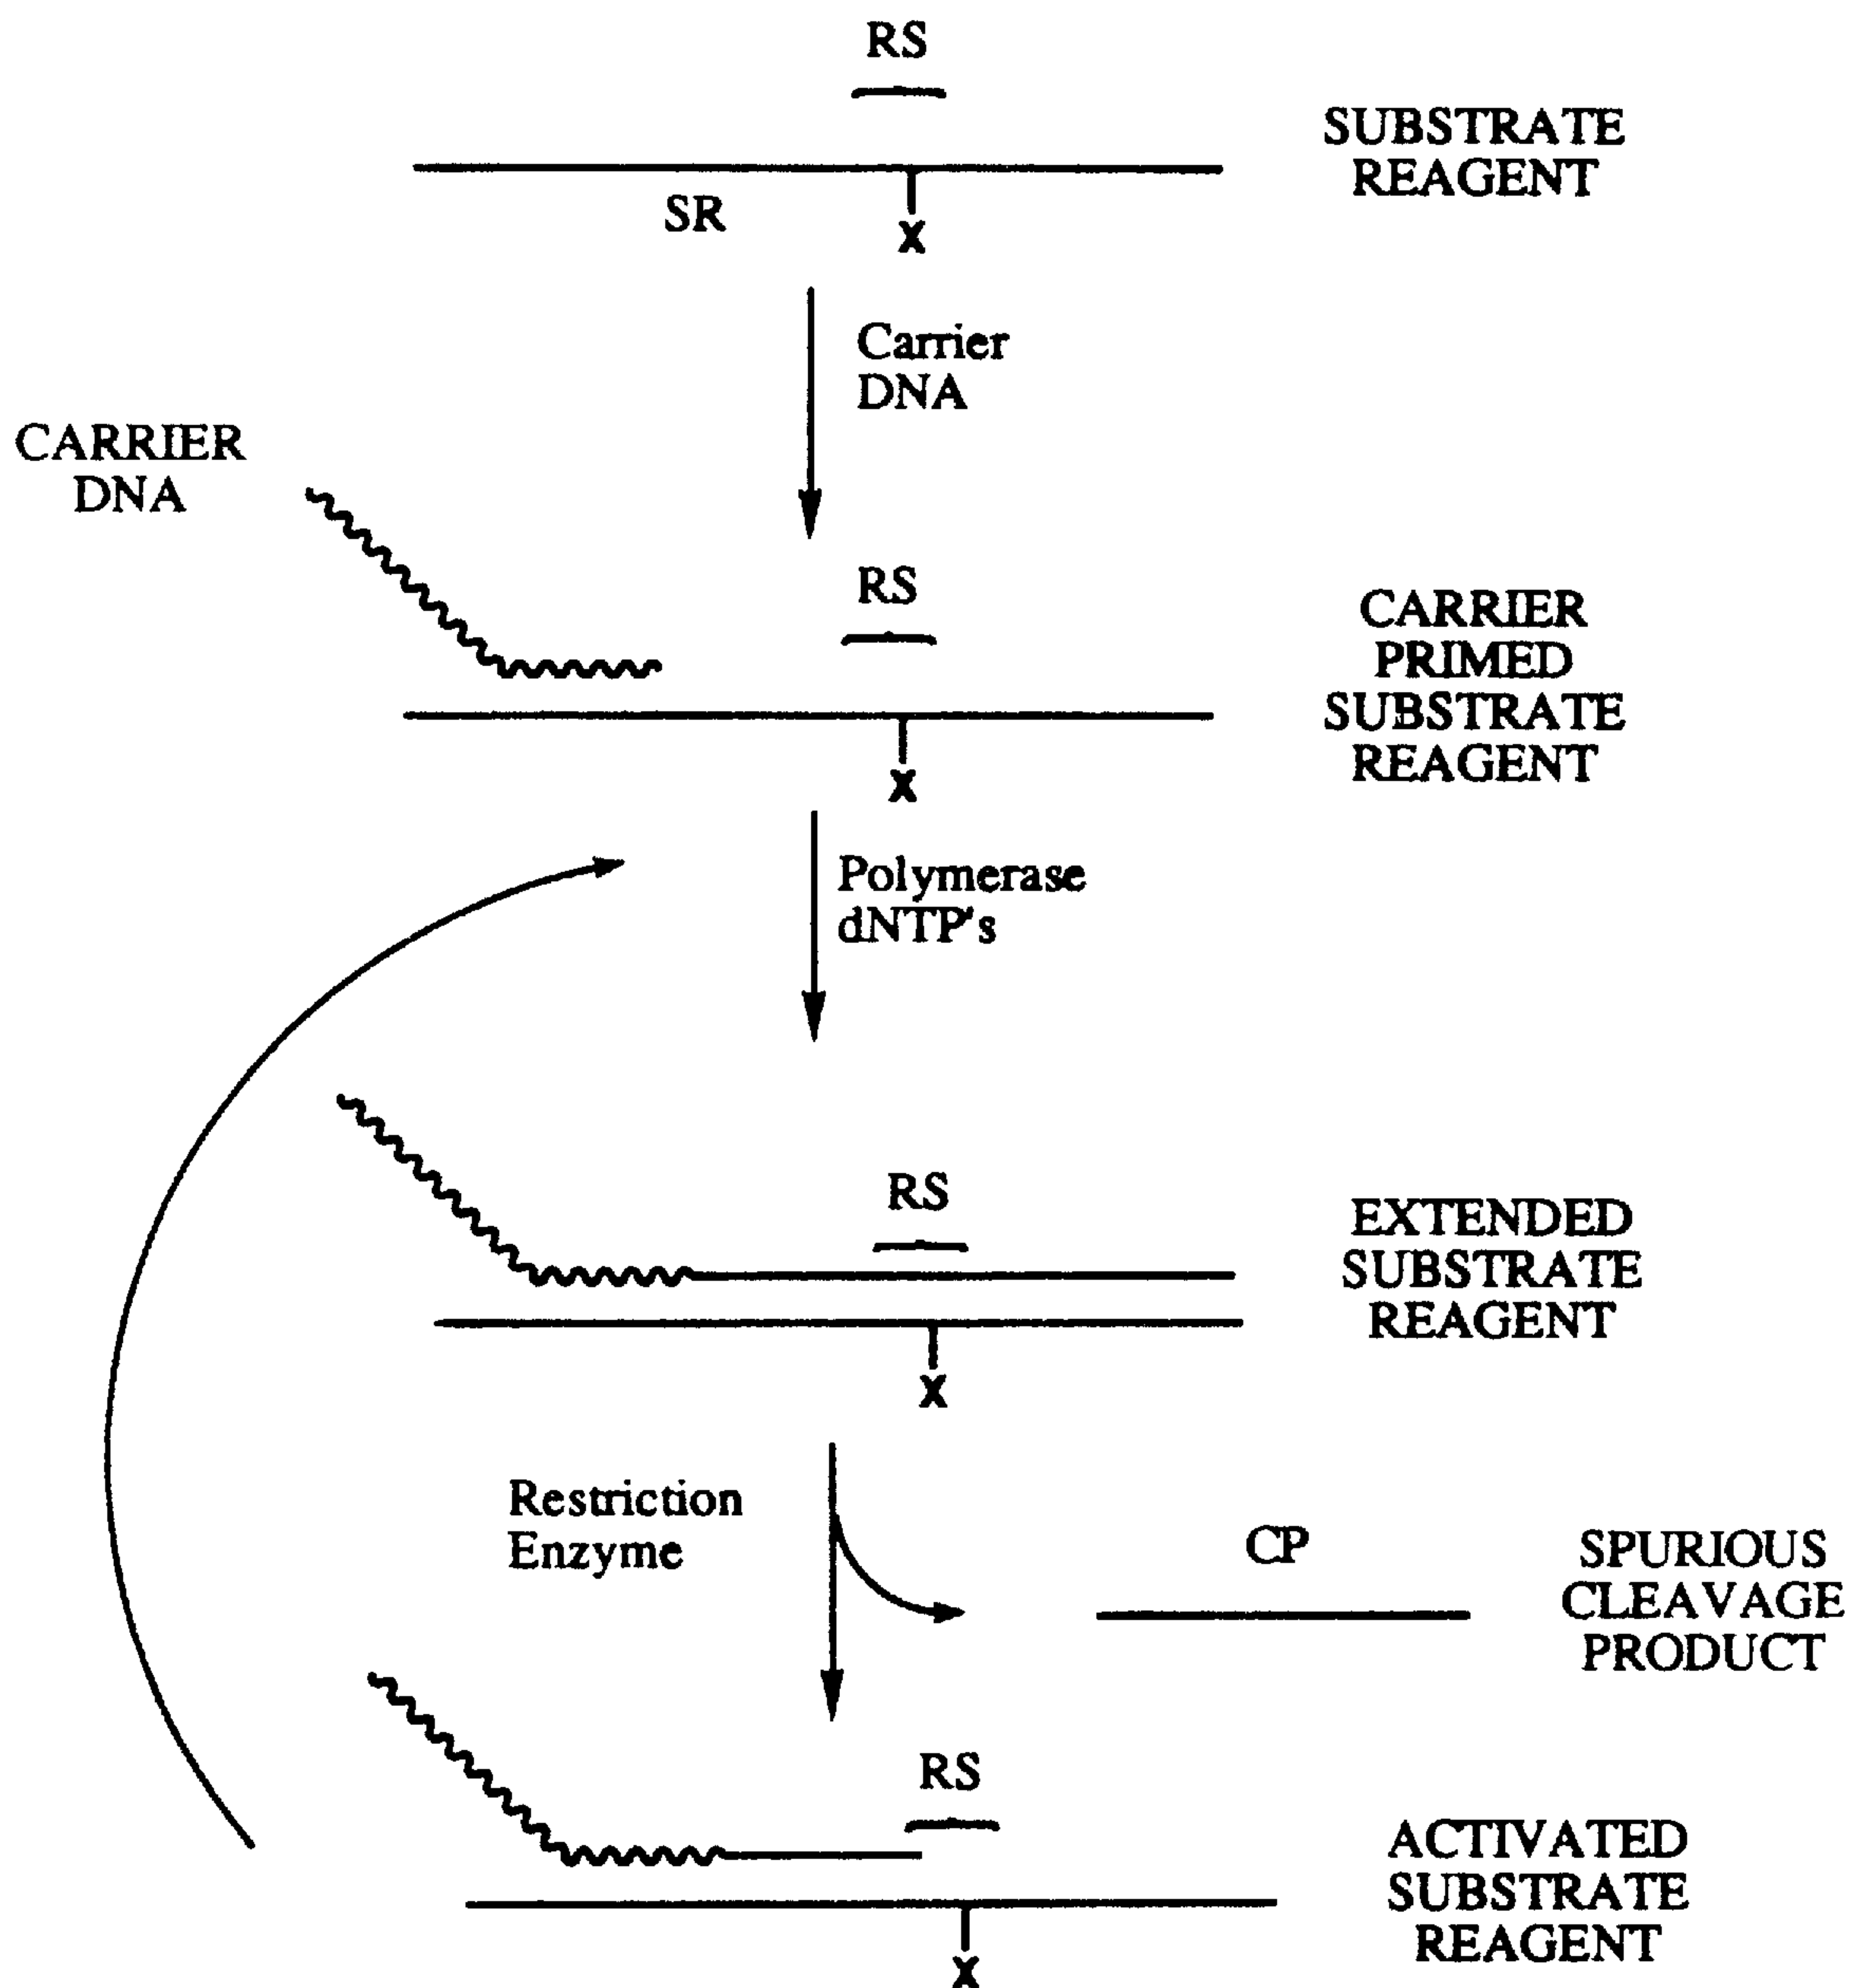 RS
SUBSTRATE
REAGENT
SR
X
Carrier
DNA
CARRIER
DNA
RS
CARRIER
PRIMED
SUBSTRATE
REAGENT
X
Polymerase
dNTP's
RS
EXTENDED
SUBSTRATE
REAGENT
X
Restriction
Enzyme
CP
SPURIOUS
CLEAVAGE
PRODUCT
RS
ACTIVATED
SUBSTRATE
REAGENT
X